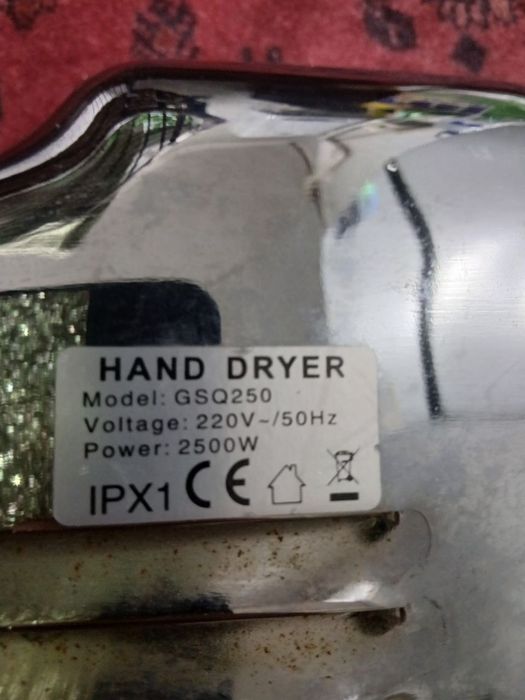 HAND DRYER
Model: GSQ250
Voltage: 220V~/50Hz
Power: 2500W
IPX1 CE